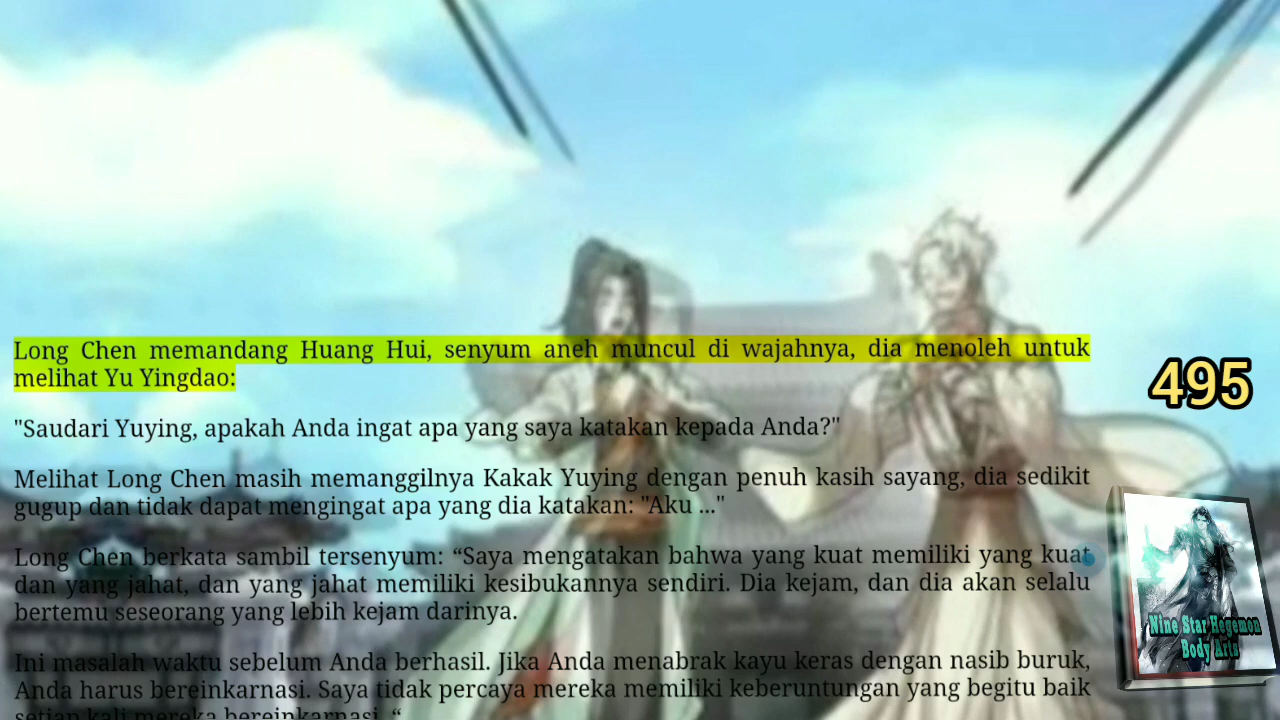 Long Chen memandang Huang Hui, senyum aneh muncul di wajahnya, dia menoleh untuk
melihat Yu Yingdao:
"Saudari Yuying, apakah Anda ingat apa yang saya katakan kepada Anda?"
Melihat Long Chen masih memanggilnya Kakak Yuying dengan penuh kasih sayang, dia sedikit
gugup dan tidak dapat mengingat apa yang dia katakan: "Aku ..."
Long Chen berkata sambil tersenyum: “Saya mengatakan bahwa yang kuat memiliki yang kuat
dan yang jahat, dan yang jahat memiliki kesibukannya sendiri. Dia kejam, dan dia akan selalu
bertemu seseorang yang lebih kejam darinya.
Ini masalah waktu sebelum Anda berhasil. Jika Anda menabrak kayu keras dengan nasib buruk,
Anda harus bereinkarnasi. Saya tidak percaya mereka memiliki keberuntungan yang begitu baik
setiap kali mereka bereinkarnasi. “
495
Nine Star Hegemon
Body Arts